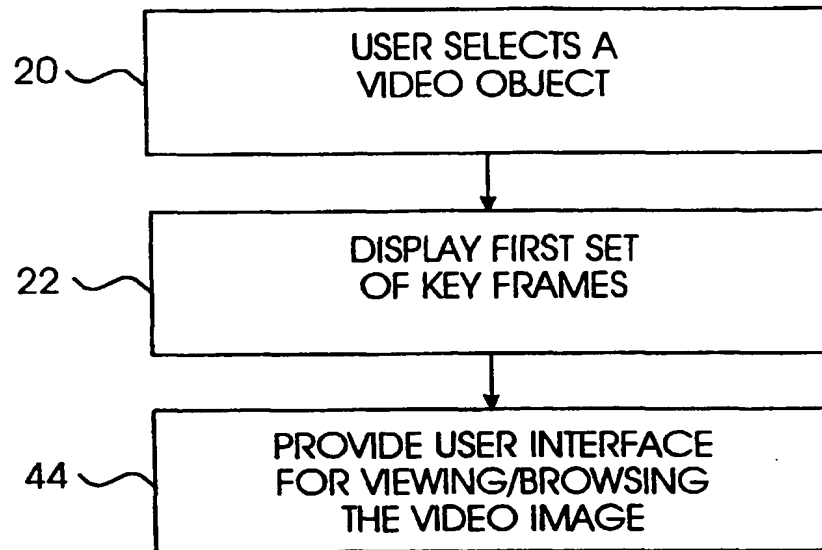 20
USER SELECTS A
VIDEO OBJECT
22
DISPLAY FIRST SET
OF KEY FRAMES
44
PROVIDE USER INTERFACE
FOR VIEWING/BROWSING
THE VIDEO IMAGE